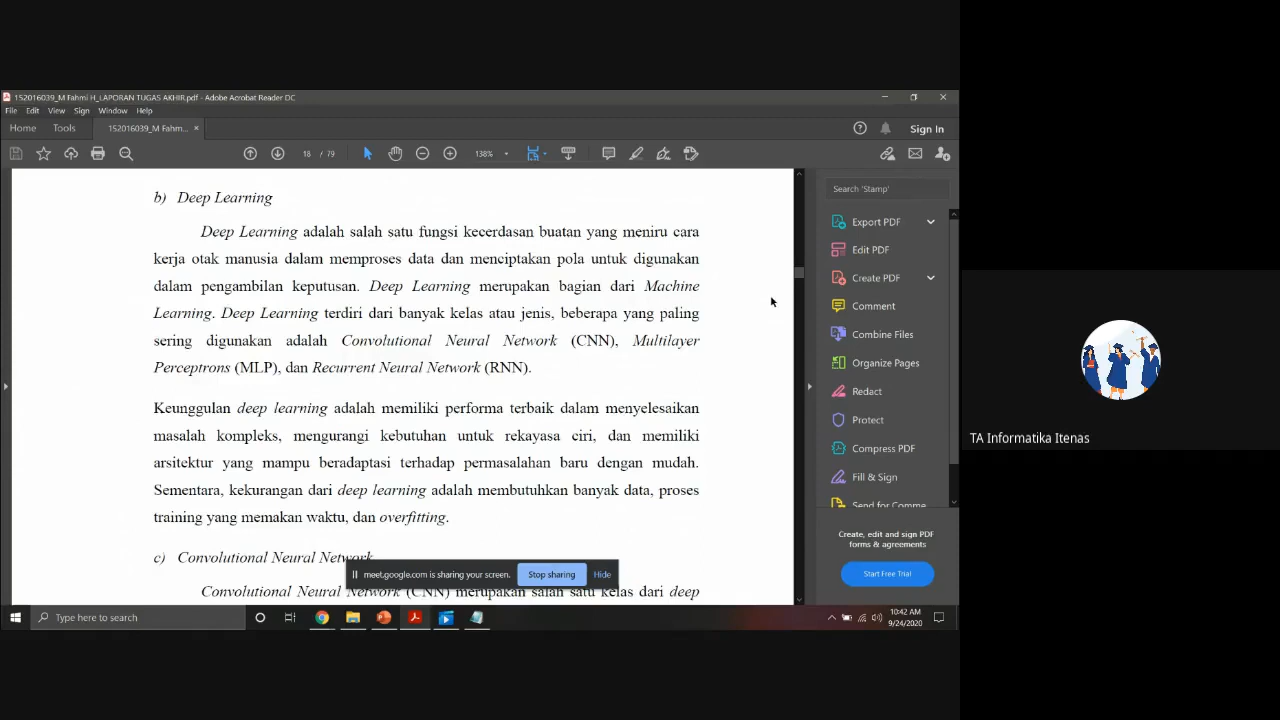 152016039_M Fahmi H_LAPORAN TUGAS AKHIR.pdf - Adobe Acrobat Reader DC
File Edit View Sign Window Help
Home Tools 152016039_M Fahm... × Sign In
18 / 79 138%
b) Deep Learning
Deep Learning adalah salah satu fungsi kecerdasan buatan yang meniru cara
kerja otak manusia dalam memproses data dan menciptakan pola untuk digunakan
dalam pengambilan keputusan. Deep Learning merupakan bagian dari Machine
Learning. Deep Learning terdiri dari banyak kelas atau jenis, beberapa yang paling
sering digunakan adalah Convolutional Neural Network (CNN), Multilayer
Perceptrons (MLP), dan Recurrent Neural Network (RNN).
Keunggulan deep learning adalah memiliki performa terbaik dalam menyelesaikan
masalah kompleks, mengurangi kebutuhan untuk rekayasa ciri, dan memiliki
arsitektur yang mampu beradaptasi terhadap permasalahan baru dengan mudah.
Sementara, kekurangan dari deep learning adalah membutuhkan banyak data, proses
training yang memakan waktu, dan overfitting.
c) Convolutional Neural Network
Convolutional Neural Network (CNN) merupakan salah satu kelas dari deep
meet.google.com is sharing your screen. Stop sharing Hide
Search 'Stamp'
Export PDF
Edit PDF
Create PDF
Comment
Combine Files
Organize Pages
Redact
Protect
Compress PDF
Fill & Sign
Send for Comme
Create, edit and sign PDF
forms & agreements
Start Free Trial
Type here to search
10:42 AM
9/24/2020
TA Informatika Itenas